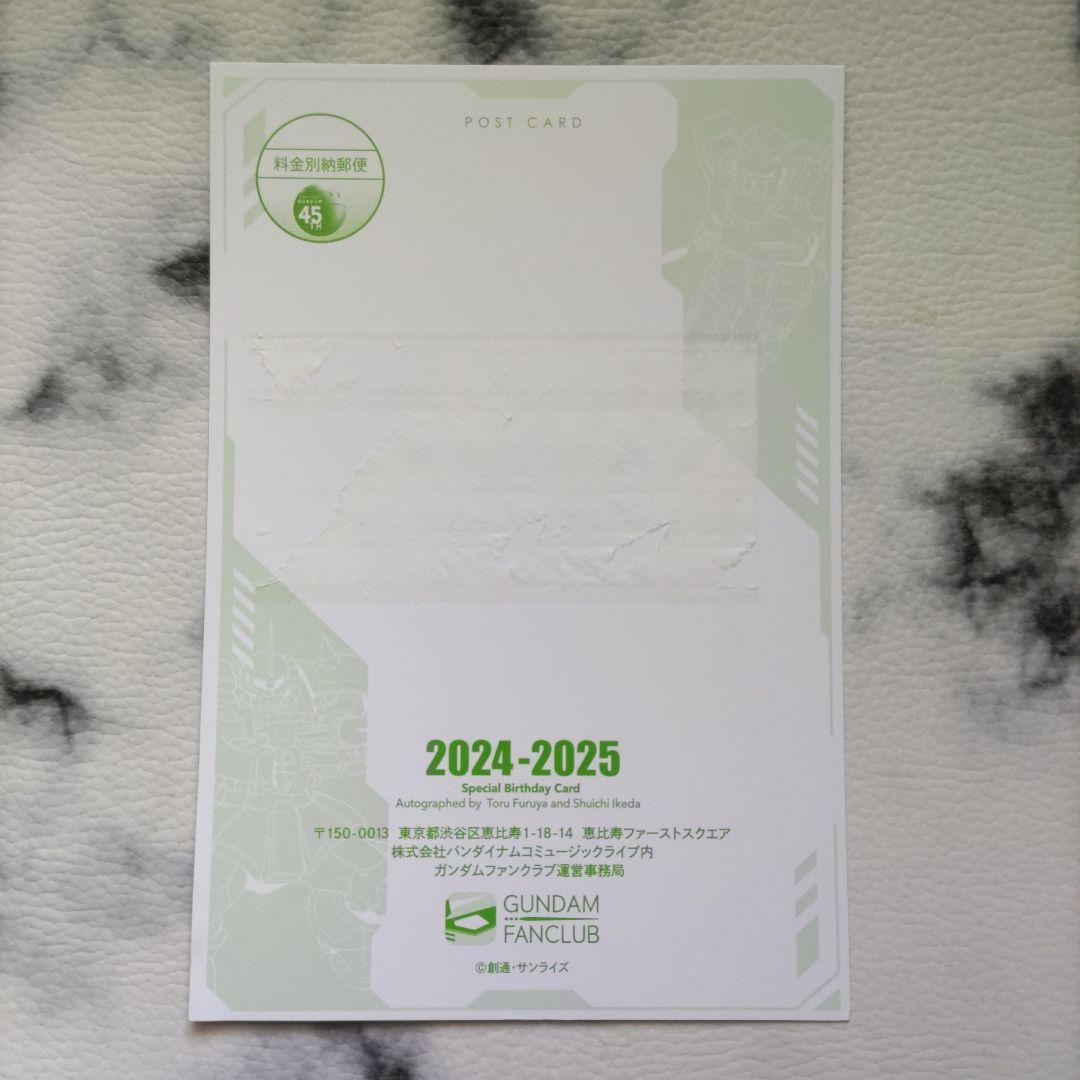 POST CARD
料金別納郵便
GUNDAM
45
TH
2024-2025
Special Birthday Card
Autographed by Toru Furuya and Shuichi Ikeda
〒150-0013 東京都渋谷区恵比寿1-18-14 恵比寿ファーストスクエア
株式会社バンダイナムコミュージックライブ内
ガンダムファンクラブ運営事務局
GUNDAM
FANCLUB
©創通・サンライズ